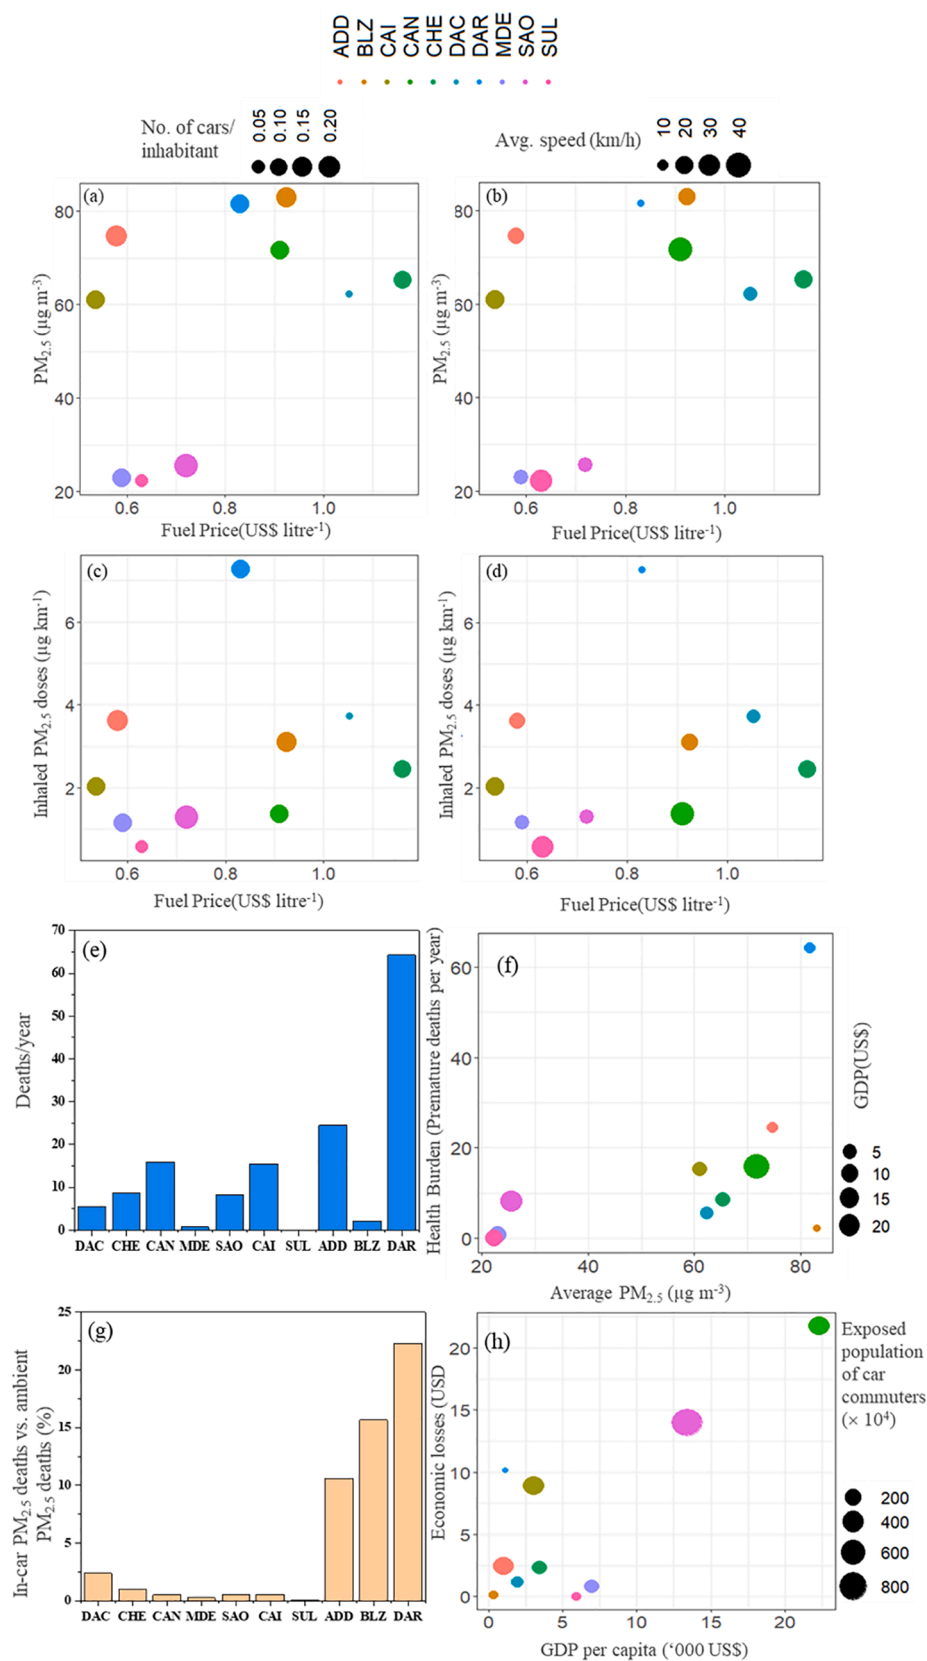 ADD
BLZ
CAI
CAN
CHE
DAC
DAR
MDE
SAO
SUL
No. of cars/
inhabitant
0.05
0.10
0.15
0.20
Avg. speed (km/h)
10
20
30
40
(a)
80
60
40
20
PM2.5 (µg m-3)
0.6
0.8
1.0
Fuel Price(US$ litre-1)
(b)
80
60
40
20
PM2.5 (µg m-3)
0.6
0.8
1.0
Fuel Price(US$ litre-1)
(c)
6
4
2
Inhaled PM2.5 doses (µg km-1)
0.6
0.8
1.0
Fuel Price(US$ litre-1)
(d)
6
4
2
Inhaled PM2.5 doses (µg km-1)
0.6
0.8
1.0
Fuel Price(US$ litre-1)
(e)
70
60
50
40
30
20
10
0
Deaths/year
DAC CHE CAN MDE SAO CAI SUL ADD BLZ DAR
(f)
60
40
20
0
Health Burden (Premature deaths per year)
20
40
60
80
Average PM2.5 (µg m-3)
GDP(US$)
5
10
15
20
(g)
25
20
15
10
5
0
In-car PM2.5 deaths vs. ambient
PM2.5 deaths (%)
DAC CHE CAN MDE SAO CAI SUL ADD BLZ DAR
(h)
20
15
10
5
0
Economic losses (USD
0
5
10
15
20
GDP per capita (‘000 US$)
Exposed
population
of car
commuters
(× 10⁴)
200
400
600
800